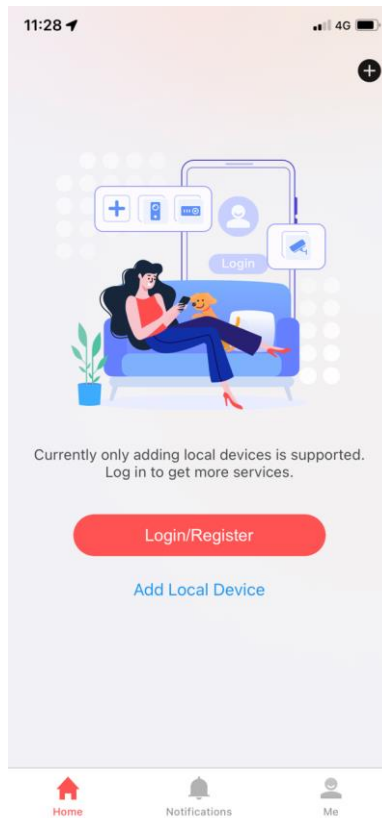 11:28
4G
Login
Currently only adding local devices is supported.
Log in to get more services.
Login/Register
Add Local Device
Home
Notifications
Me